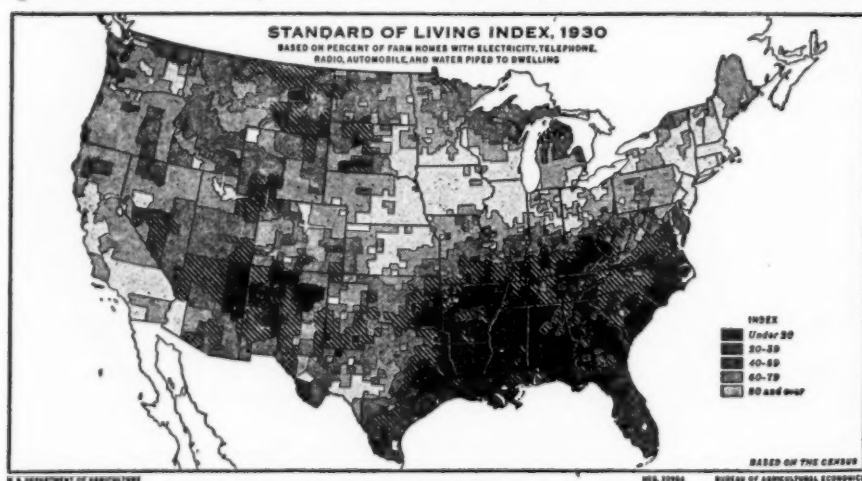 STANDARD OF LIVING INDEX, 1930
BASED ON PERCENT OF FARM HOMES WITH ELECTRICITY, TELEPHONE,
RADIO, AUTOMOBILE, AND WATER PIPED TO DWELLING
INDEX
Under 20
20-39
40-59
60-79
80 and over
BASED ON THE CENSUS
U. S. DEPARTMENT OF AGRICULTURE BUREAU OF AGRICULTURAL ECONOMICS